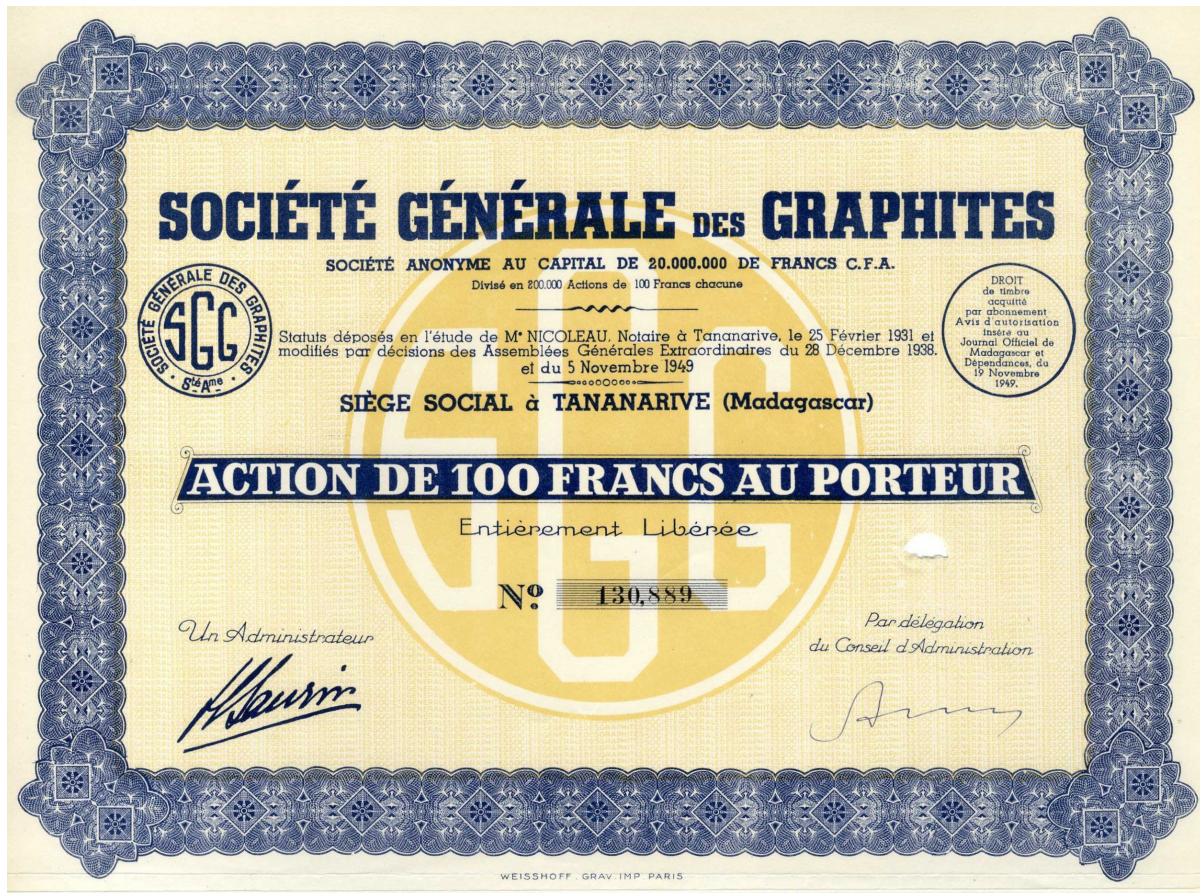 SOCIÉTÉ GÉNÉRALE DES GRAPHITES
SOCIÉTÉ ANONYME AU CAPITAL DE 20.000.000 DE FRANCS C.F.A.
Divisé en 200.000 Actions de 100 Francs chacune
SOCIÉTÉ GÉNÉRALE DES GRAPHITES
SGG
Sté Ame
Statuts déposés en l'étude de Me NICOLEAU, Notaire à Tananarive, le 25 Février 1931 et
modifiés par décisions des Assemblées Générales Extraordinaires du 28 Décembre 1938.
et du 5 Novembre 1949
DROIT
de timbre
acquitté
par abonnement
Avis d'autorisation
inséré au
Journal Officiel de
Madagascar et
Dépendances, du
19 Novembre
1949.
SIÈGE SOCIAL à TANANARIVE (Madagascar)
ACTION DE 100 FRANCS AU PORTEUR
Entièrement Libérée
SGG
No 130,889
Un Administrateur
Par délégation
du Conseil d'Administration
WEISSHOFF. GRAV. IMP PARIS